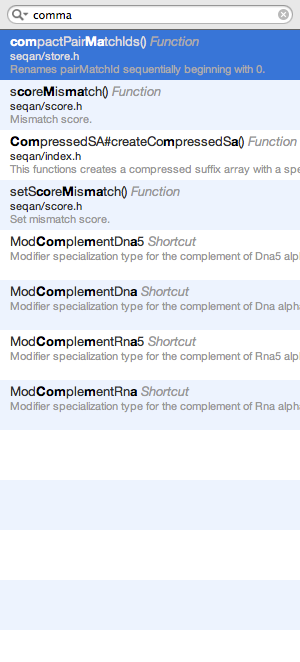 comma
compactPairMatchIds() Function
seqan/store.h
Renames pairMatchId sequentially beginning with 0.
scoreMismatch() Function
seqan/score.h
Mismatch score.
CompressedSA#createCompressedSa() Function
seqan/index.h
This functions creates a compressed suffix array with a spe
setScoreMismatch() Function
seqan/score.h
Set mismatch score.
ModComplementDna5 Shortcut
Modifier specialization type for the complement of Dna5 alp
ModComplementDna Shortcut
Modifier specialization type for the complement of Dna alpha
ModComplementRna5 Shortcut
Modifier specialization type for the complement of Rna5 alp
ModComplementRna Shortcut
Modifier specialization type for the complement of Rna alpha